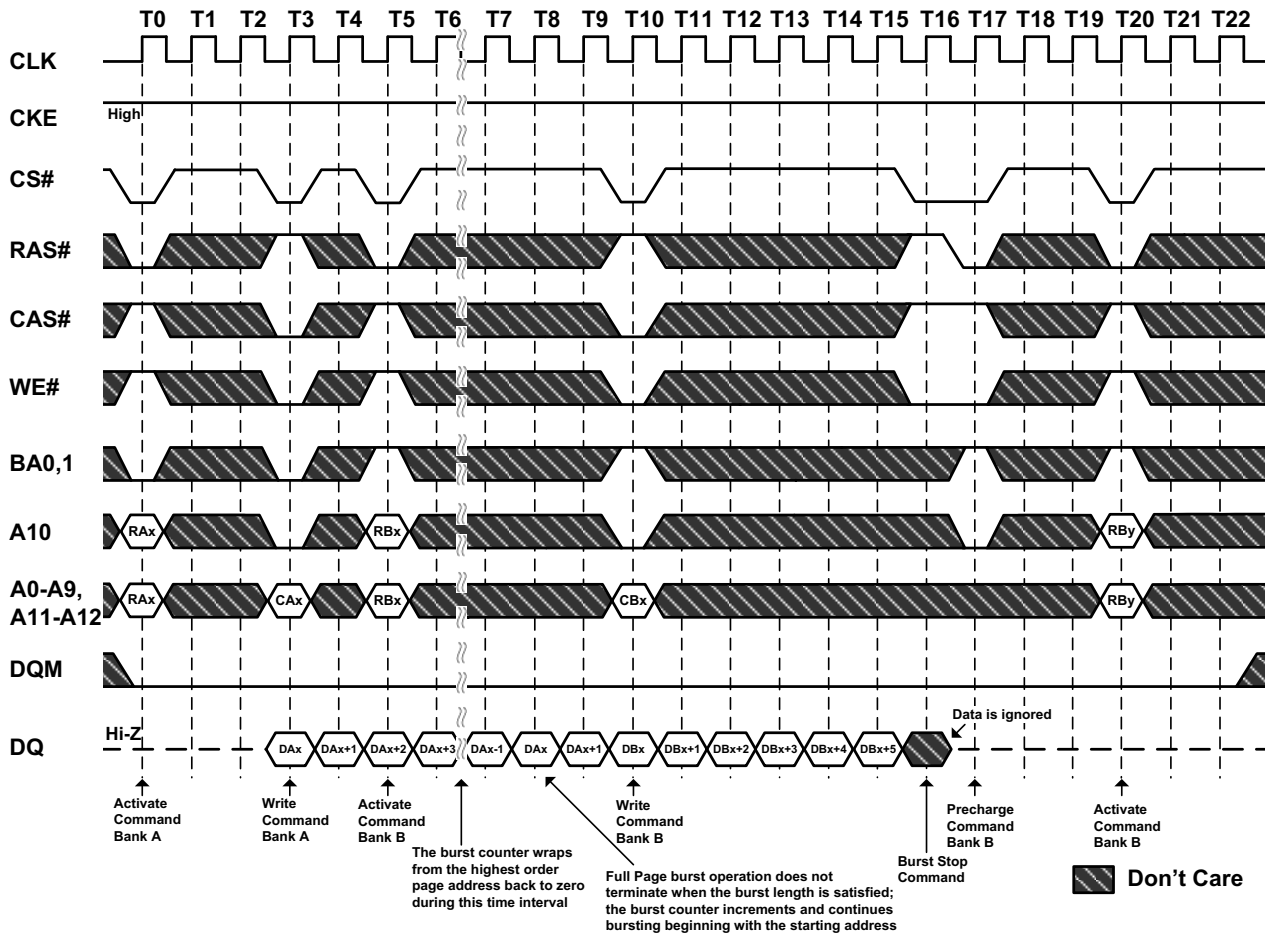 T0 T1 T2 T3 T4 T5 T6 T7 T8 T9 T10 T11 T12 T13 T14 T15 T16 T17 T18 T19 T20 T21 T22
CLK
CKE High
CS#
RAS#
CAS#
WE#
BA0,1
A10 RAx RBx RBy
A0-A9,
A11-A12 RAx CAx RBx CBx RBy
DQM
Data is ignored
DQ Hi-Z DAx DAx+1 DAx+2 DAx+3 DAx-1 DAx DAx+1 DBx DBx+1 DBx+2 DBx+3 DBx+4 DBx+5
Activate
Command
Bank A
Write
Command
Bank A
Activate
Command
Bank B
The burst counter wraps
from the highest order
page address back to zero
during this time interval
Full Page burst operation does not
terminate when the burst length is satisfied;
the burst counter increments and continues
bursting beginning with the starting address
Write
Command
Bank B
Burst Stop
Command
Precharge
Command
Bank B
Activate
Command
Bank B
Don't Care